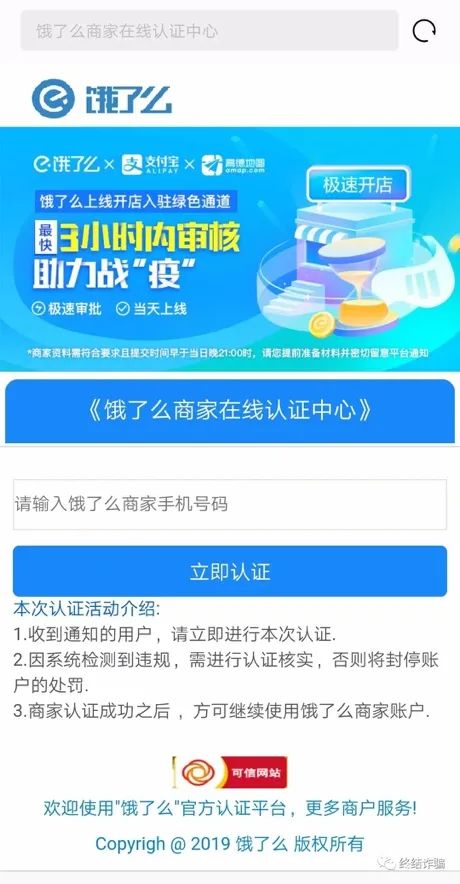 饿了么商家在线认证中心
饿了么
饿了么 × 支付宝 ALIPAY × 高德地图 amap.com
饿了么上线开店入驻绿色通道
极速开店
最快3小时内审核
助力战“疫”
极速审批 当天上线
*商家资料需符合要求且提交时间早于当日晚21:00时，请您提前准备材料并密切留意平台通知
《饿了么商家在线认证中心》
请输入饿了么商家手机号码
立即认证
本次认证活动介绍:
1.收到通知的用户，请立即进行本次认证.
2.因系统检测到违规，需进行认证核实，否则将封停账
户的处罚.
3.商家认证成功之后，方可继续使用饿了么商家账户.
可信网站
欢迎使用"饿了么"官方认证平台，更多商户服务!
Copyrigh @ 2019 饿了么 版权所有
终结诈骗